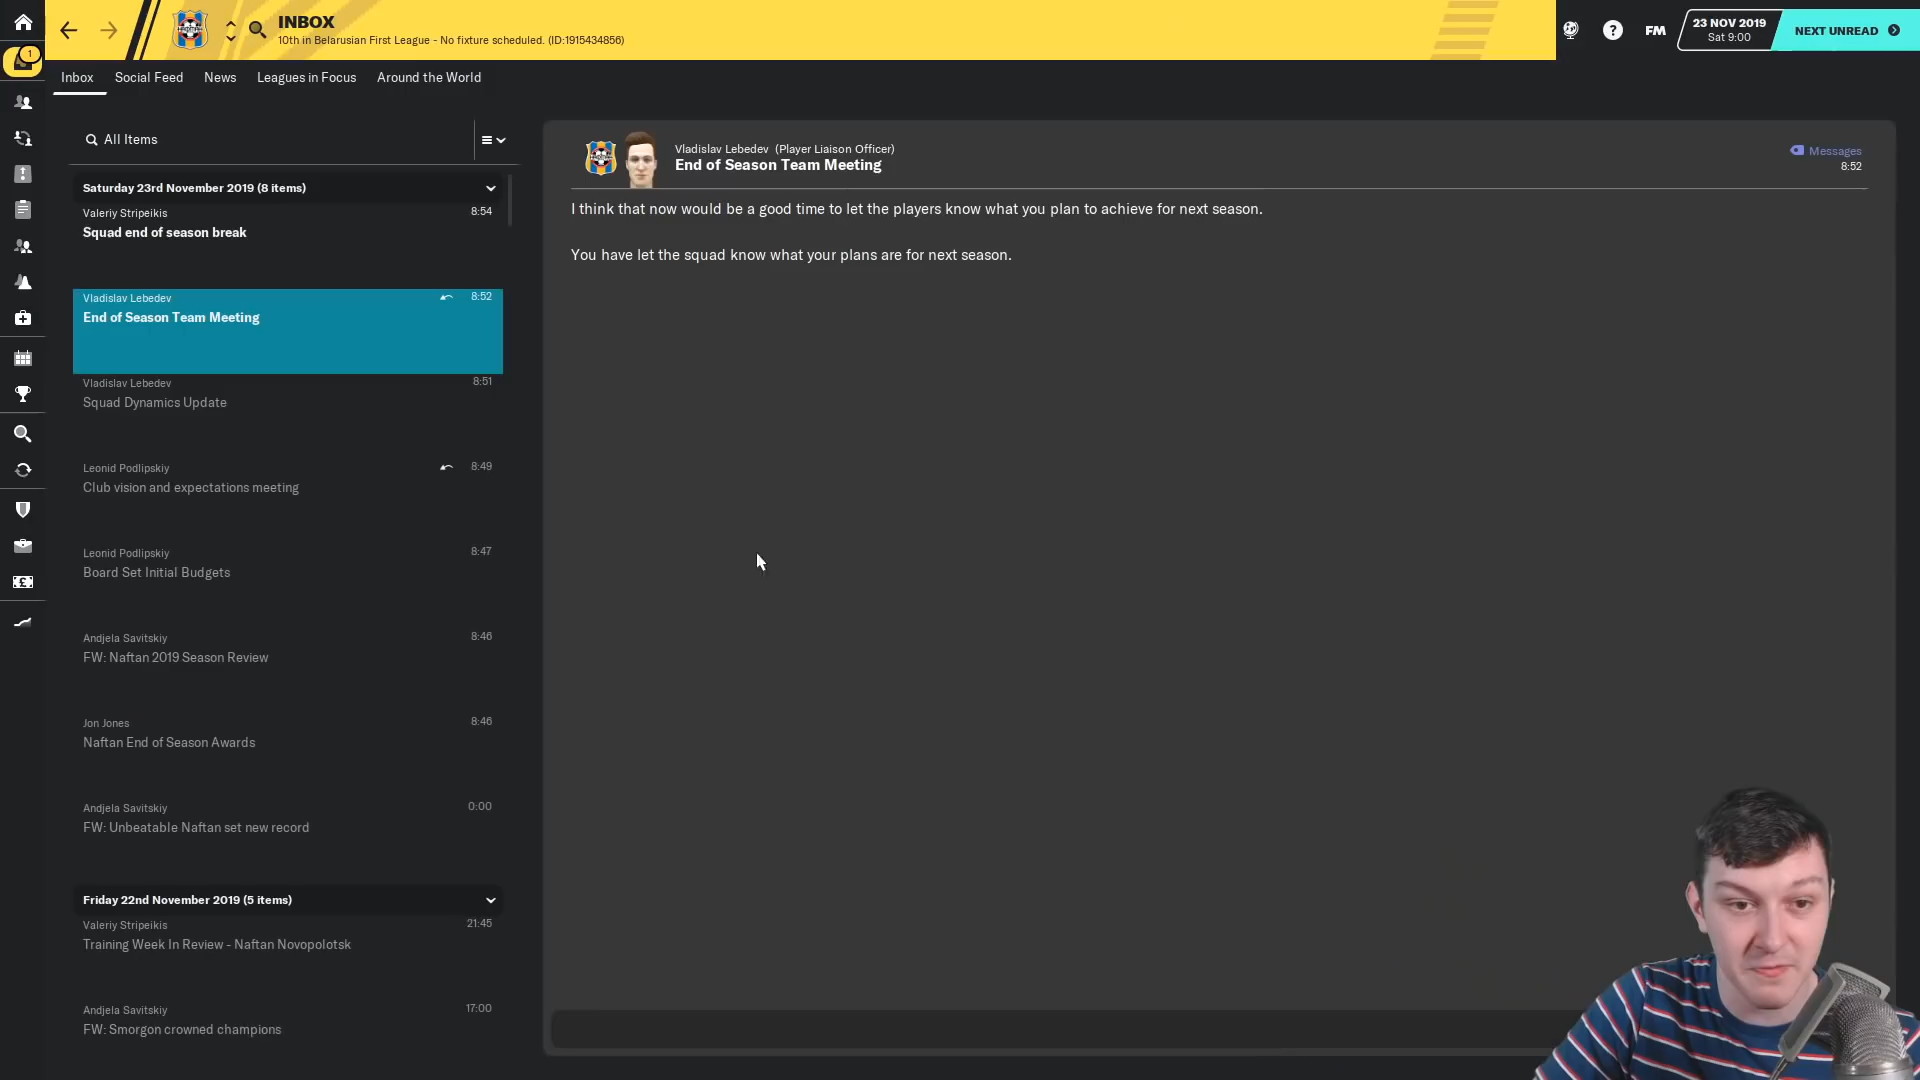 INBOX
10th in Belarusian First League - No fixture scheduled. (ID:1915434856)
FM
23 NOV 2019
Sat 9:00
NEXT UNREAD
1
Inbox
Social Feed
News
Leagues in Focus
Around the World
All Items
Saturday 23rd November 2019 (8 items)
Valeriy Stripeikis
8:54
Squad end of season break
Vladislav Lebedev
8:52
End of Season Team Meeting
Vladislav Lebedev
8:51
Squad Dynamics Update
Leonid Podlipskiy
8:49
Club vision and expectations meeting
Leonid Podlipskiy
8:47
Board Set Initial Budgets
Andjela Savitskiy
8:46
FW: Naftan 2019 Season Review
Jon Jones
8:46
Naftan End of Season Awards
Andjela Savitskiy
0:00
FW: Unbeatable Naftan set new record
Friday 22nd November 2019 (5 items)
Valeriy Stripeikis
21:45
Training Week In Review - Naftan Novopolotsk
Andjela Savitskiy
17:00
FW: Smorgon crowned champions
Vladislav Lebedev (Player Liaison Officer)
End of Season Team Meeting
Messages
8:52
I think that now would be a good time to let the players know what you plan to achieve for next season.
You have let the squad know what your plans are for next season.